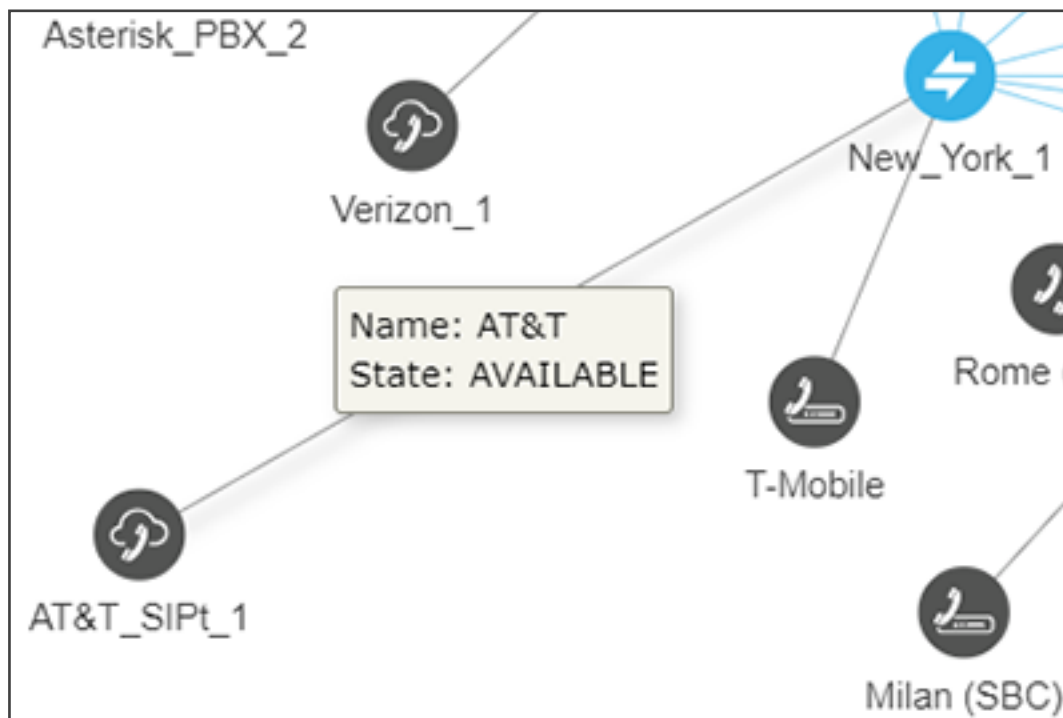 Asterisk_PBX_2
New_York_1
Verizon_1
Name: AT&T
State: AVAILABLE
Rome (
T-Mobile
AT&T_SIPt_1
Milan (SBC)